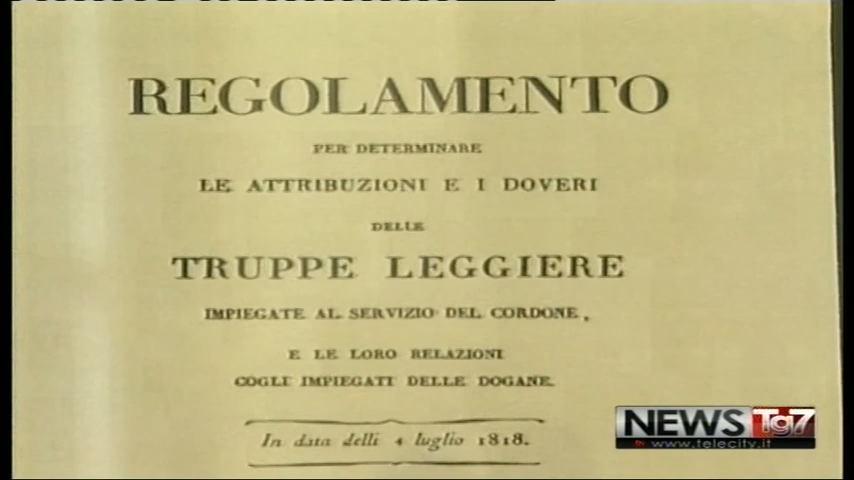 REGOLAMENTO
PER DETERMINARE
LE ATTRIBUZIONI E I DOVERI
DELLE
TRUPPE LEGGIERE
IMPIEGATE AL SERVIZIO DEL CORDONE,
E LE LORO RELAZIONI
COGLI IMPIEGATI DELLE DOGANE.
In data delli 4 luglio 1818.
NEWS Tg7
www.telecity.it